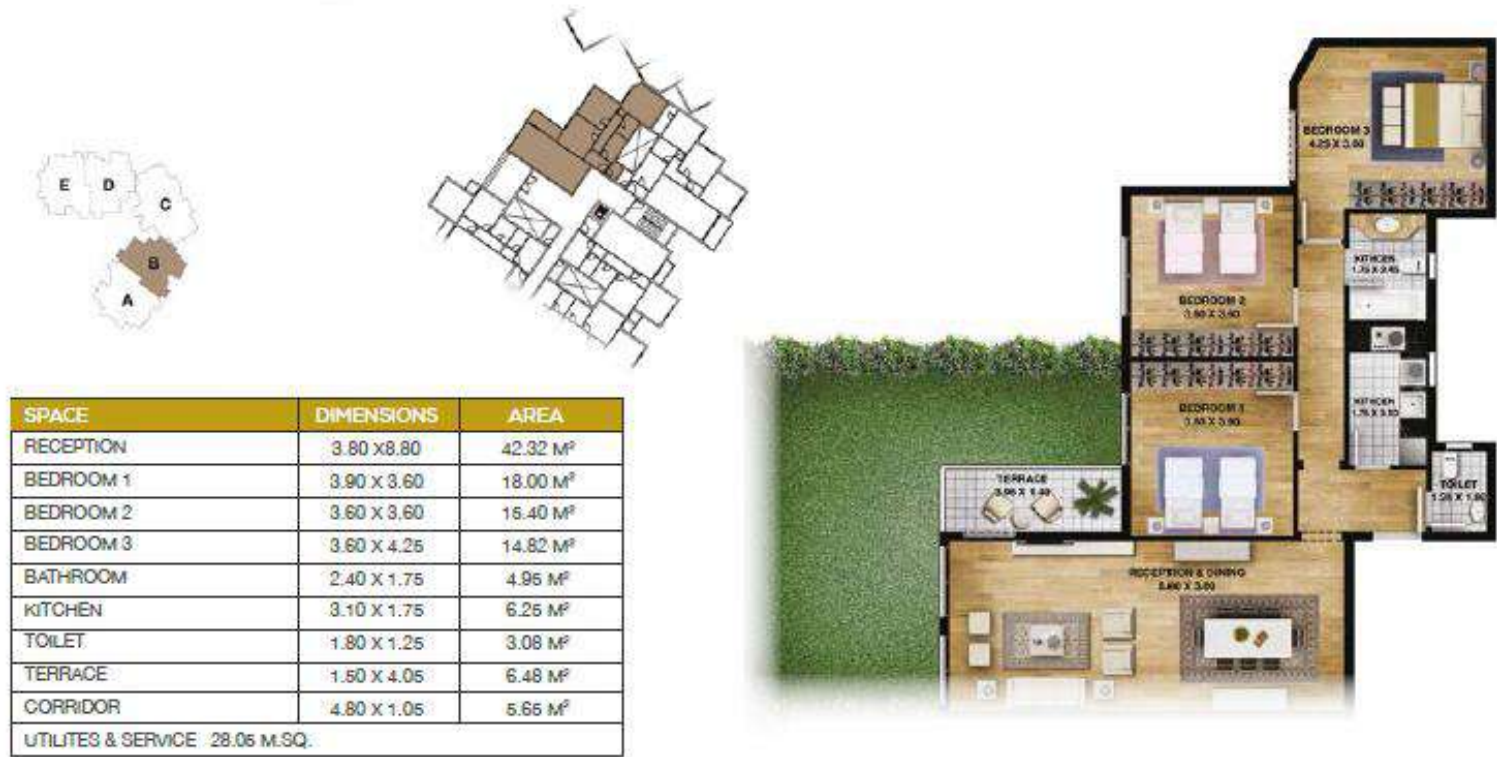 E
D
C
B
A
SPACE DIMENSIONS AREA
RECEPTION 3.80 X8.80 42.32 M²
BEDROOM 1 3.90 X 3.60 18.00 M²
BEDROOM 2 3.60 X 3.60 15.40 M²
BEDROOM 3 3.60 X 4.25 14.82 M²
BATHROOM 2.40 X 1.75 4.95 M²
KITCHEN 3.10 X 1.75 6.25 M²
TOILET 1.80 X 1.25 3.08 M²
TERRACE 1.50 X 4.05 6.48 M²
CORRIDOR 4.80 X 1.05 5.65 M²
UTILITES & SERVICE 28.05 M.SQ.
BEDROOM 3
KITHCEN
BEDROOM 2
BEDROOM 1
KITHCEN
TERRACE
TOILET
RECEPTION & DINING